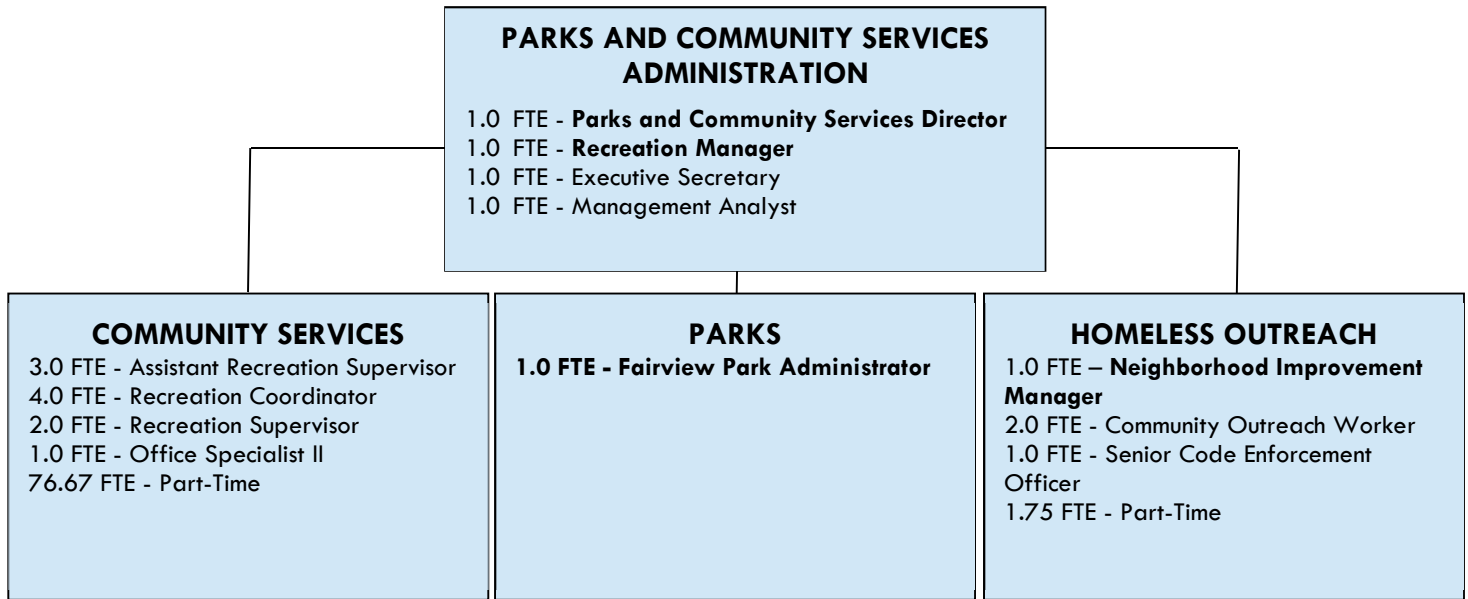 PARKS AND COMMUNITY SERVICES
ADMINISTRATION
1.0 FTE - Parks and Community Services Director
1.0 FTE - Recreation Manager
1.0 FTE - Executive Secretary
1.0 FTE - Management Analyst
COMMUNITY SERVICES
3.0 FTE - Assistant Recreation Supervisor
4.0 FTE - Recreation Coordinator
2.0 FTE - Recreation Supervisor
1.0 FTE - Office Specialist II
76.67 FTE - Part-Time
PARKS
1.0 FTE - Fairview Park Administrator
HOMELESS OUTREACH
1.0 FTE – Neighborhood Improvement
Manager
2.0 FTE - Community Outreach Worker
1.0 FTE - Senior Code Enforcement
Officer
1.75 FTE - Part-Time